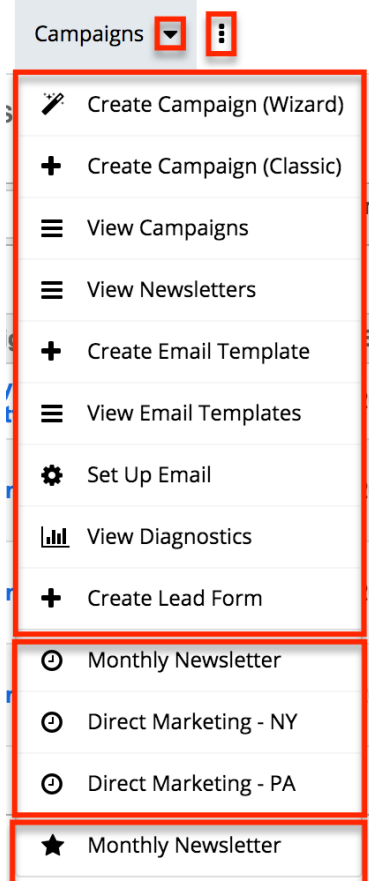 Campaigns
Create Campaign (Wizard)
Create Campaign (Classic)
View Campaigns
View Newsletters
Create Email Template
View Email Templates
Set Up Email
View Diagnostics
Create Lead Form
Monthly Newsletter
Direct Marketing - NY
Direct Marketing - PA
Monthly Newsletter